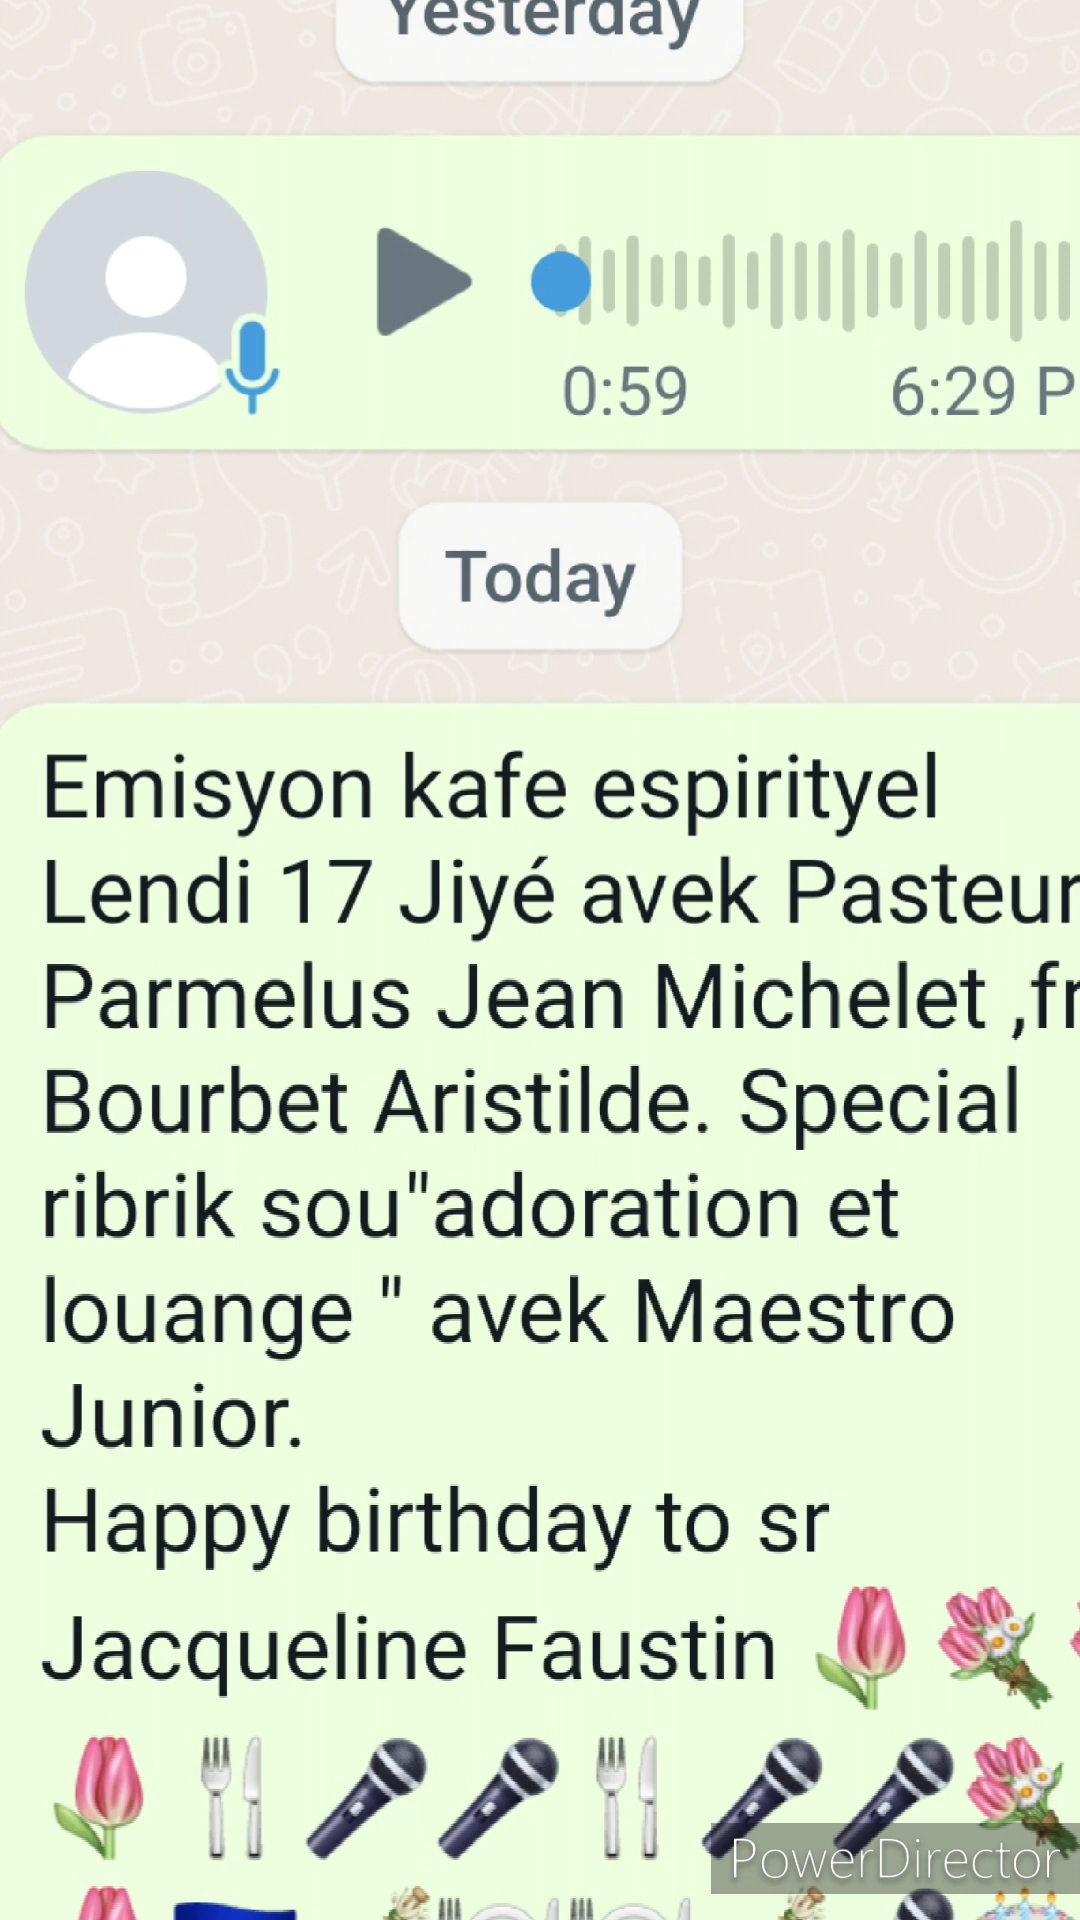 Yesterday
0:59 6:29 P
Today
Emisyon kafe espirityel
Lendi 17 Jiyé avek Pasteur
Parmelus Jean Michelet ,fr
Bourbet Aristilde. Special
ribrik sou"adoration et
louange " avek Maestro
Junior.
Happy birthday to sr
Jacqueline Faustin 🌷 💐
🌷 🍴 🎤 🎤 🍴 🎤 🎤 💐
PowerDirector